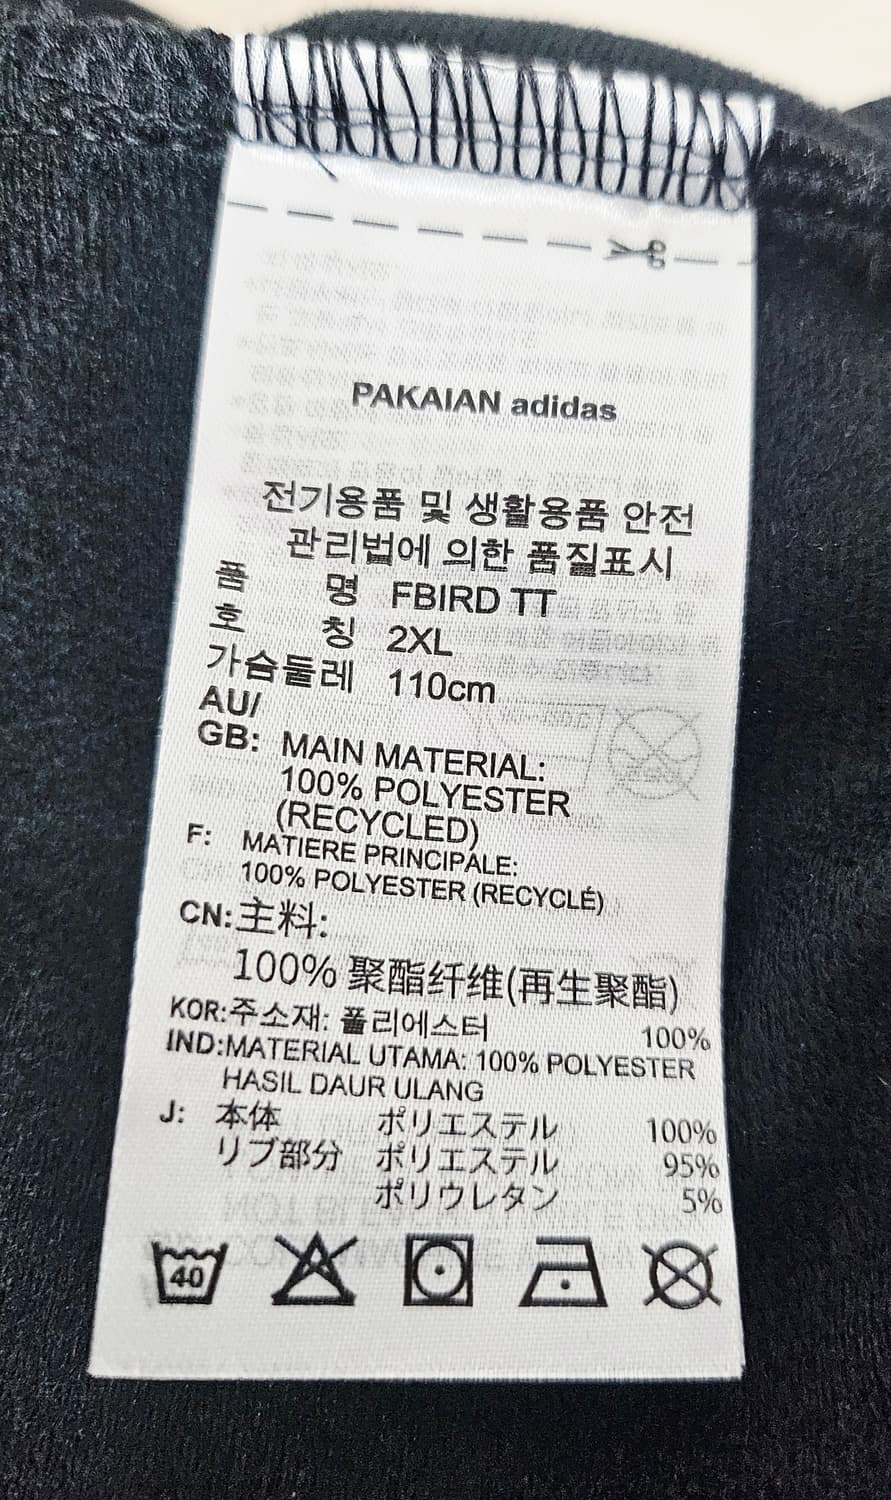 PAKAIAN adidas
전기용품 및 생활용품 안전
관리법에 의한 품질표시
품 명 FBIRD TT
호 칭 2XL
가슴둘레 110cm
AU/
GB: MAIN MATERIAL:
100% POLYESTER
(RECYCLED)
F: MATIERE PRINCIPALE:
100% POLYESTER (RECYCLÉ)
CN:主料:
100% 聚酯纤维(再生聚酯)
KOR:주소재: 폴리에스터 100%
IND:MATERIAL UTAMA: 100% POLYESTER
HASIL DAUR ULANG
J: 本体 ポリエステル 100%
リブ部分 ポリエステル 95%
ポリウレタン 5%
40